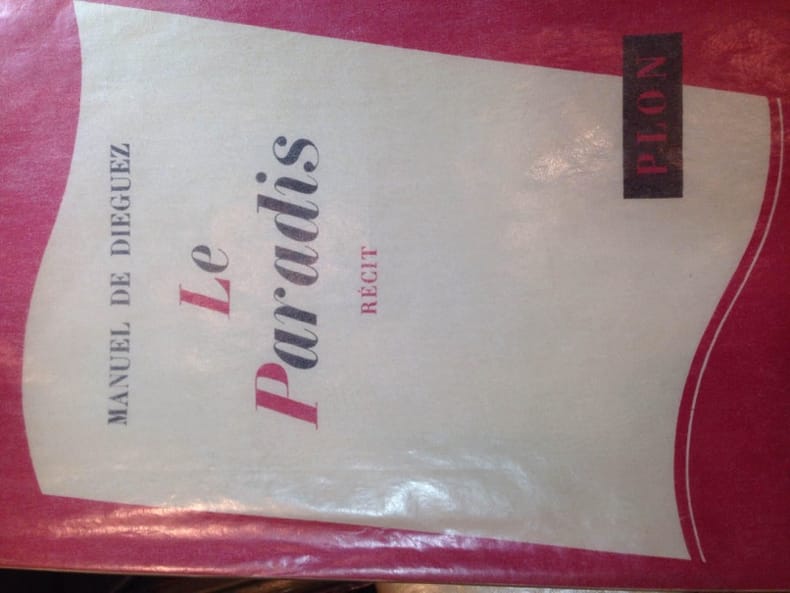 MANUEL DE DIEGUEZ
Le
Paradis
RÉCIT
PLON